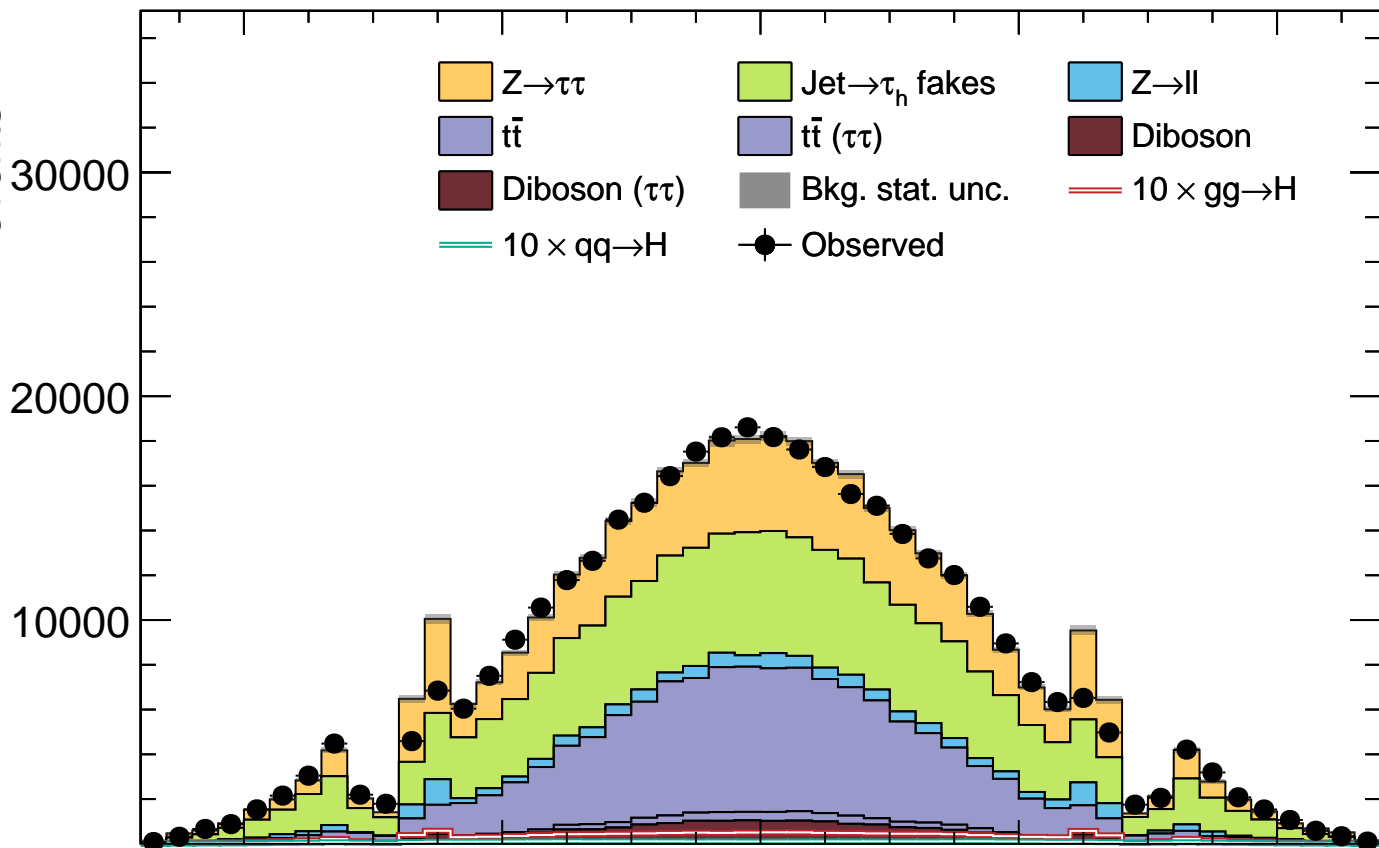 Z→ττ Jet→τh fakes Z→ll
tt̄ tt̄ (ττ) Diboson
Diboson (ττ) Bkg. stat. unc. 10 × gg→H
10 × qq→H Observed
30000
20000
10000